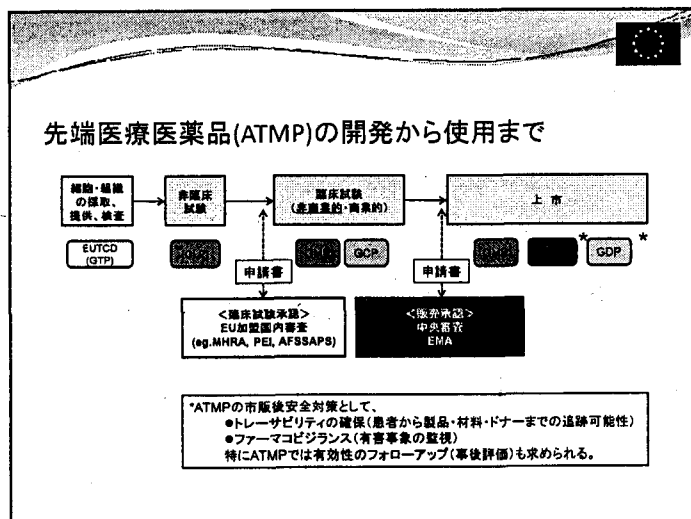 先端医療医薬品(ATMP)の開発から使用まで
細胞・組織
の採取、
提供、検査
非臨床
試験
臨床試験
(非商業的・商業的)
上市
EUTCD
(GTP)
GCP
* GDP *
申請書
申請書
<臨床試験承認>
EU加盟国内審査
(eg.MHRA, PEI, AFSSAPS)
<販売承認>
中央審査
EMA
*ATMPの市販後安全対策として、
●トレーサビリティの確保(患者から製品・材料・ドナーまでの追跡可能性)
●ファーマコビジランス(有害事象の監視)
特にATMPでは有効性のフォローアップ(事後評価)も求められる。